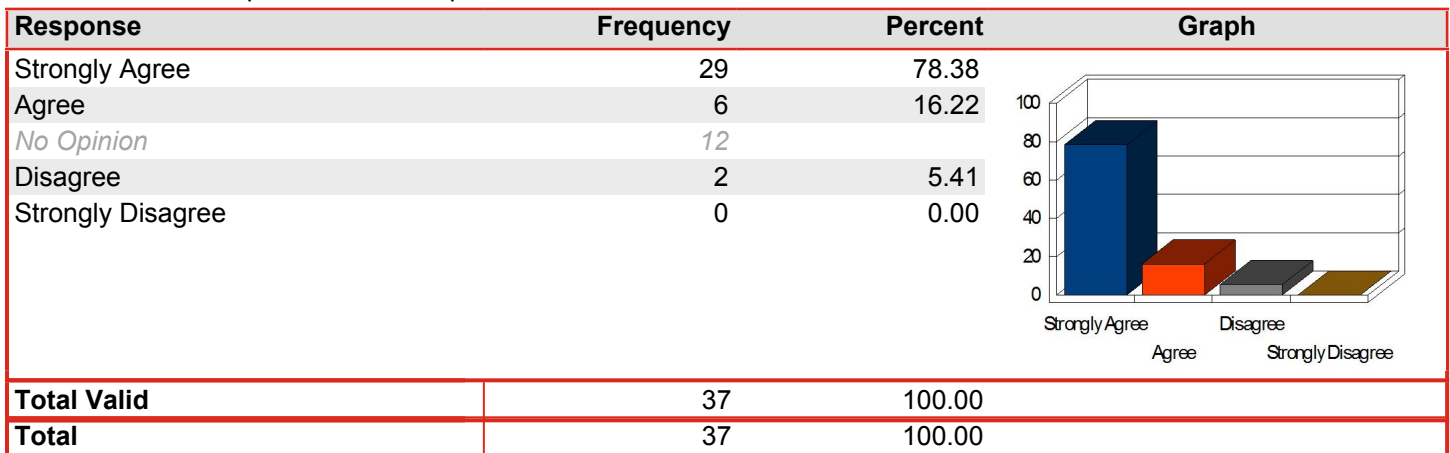 Response Frequency Percent Graph
Strongly Agree 29 78.38
Agree 6 16.22
No Opinion 12
Disagree 2 5.41
Strongly Disagree 0 0.00
100
80
60
40
20
0
Strongly Agree Disagree
Agree Strongly Disagree
Total Valid 37 100.00
Total 37 100.00